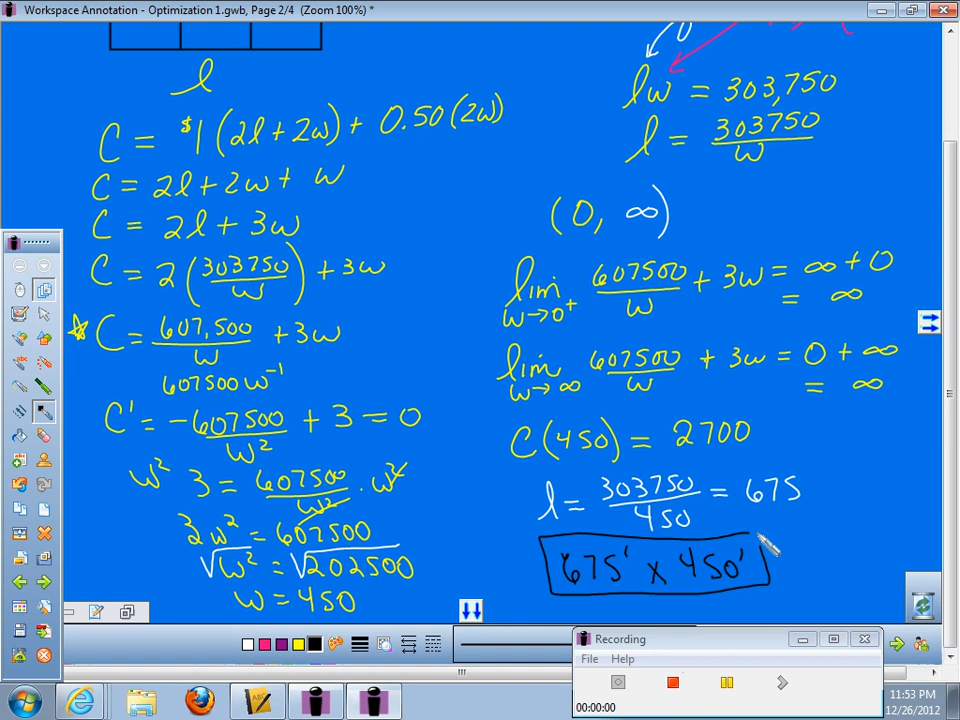 Workspace Annotation - Optimization 1.gwb, Page 2/4 (Zoom 100%) *
l
C = $1 (2l + 2w) + 0.50 (2w)
C = 2l + 2w + w
C = 2l + 3w
C = 2 (303750/w) + 3w
C = 607,500/w + 3w
607500w⁻¹
C' = -607500/w² + 3 = 0
w² 3 = 607500/w² · w²
3w² = 607500
√w² = √202500
w = 450
lw = 303,750
l = 303750/w
(0, ∞)
lim w→0⁺ 607500/w + 3w = ∞ + 0
= ∞
lim w→∞ 607500/w + 3w = 0 + ∞
= ∞
C(450) = 2700
l = 303750/450 = 675
675' x 450'
Recording
File Help
00:00:00
11:53 PM
12/26/2012